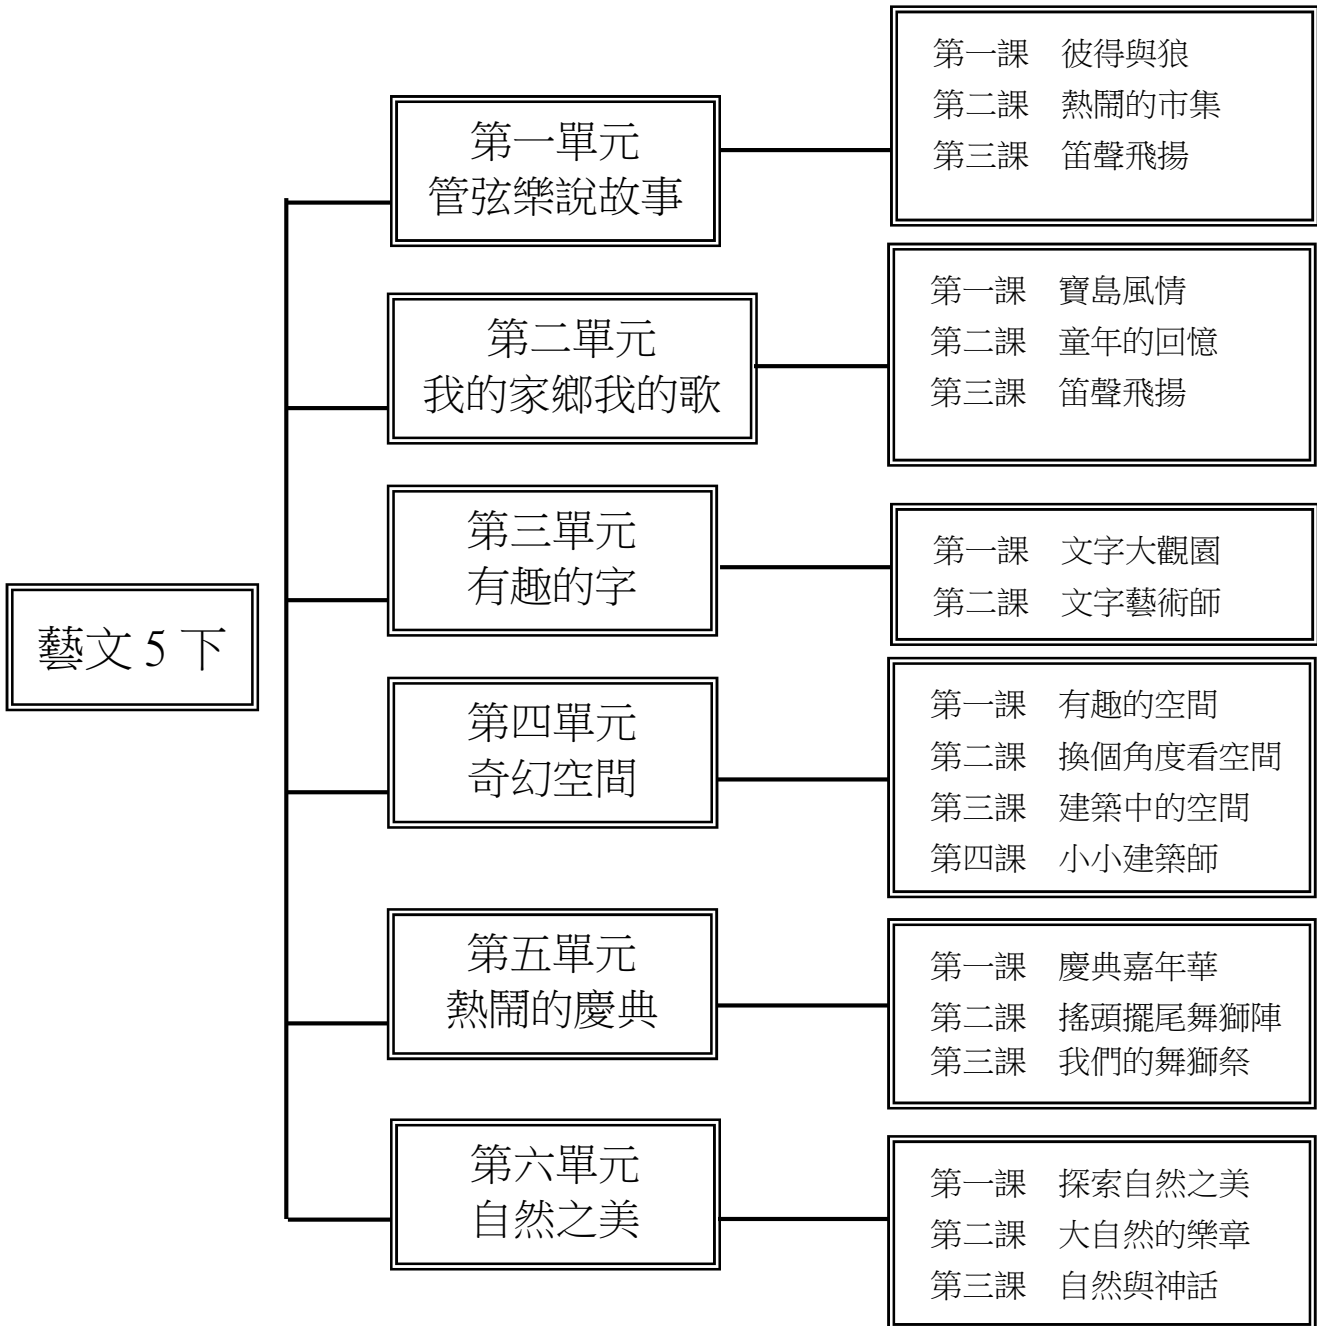 藝文 5 下
第一單元
管弦樂說故事
第一課　彼得與狼
第二課　熱鬧的市集
第三課　笛聲飛揚
第二單元
我的家鄉我的歌
第一課　寶島風情
第二課　童年的回憶
第三課　笛聲飛揚
第三單元
有趣的字
第一課　文字大觀園
第二課　文字藝術師
第四單元
奇幻空間
第一課　有趣的空間
第二課　換個角度看空間
第三課　建築中的空間
第四課　小小建築師
第五單元
熱鬧的慶典
第一課　慶典嘉年華
第二課　搖頭擺尾舞獅陣
第三課　我們的舞獅祭
第六單元
自然之美
第一課　探索自然之美
第二課　大自然的樂章
第三課　自然與神話